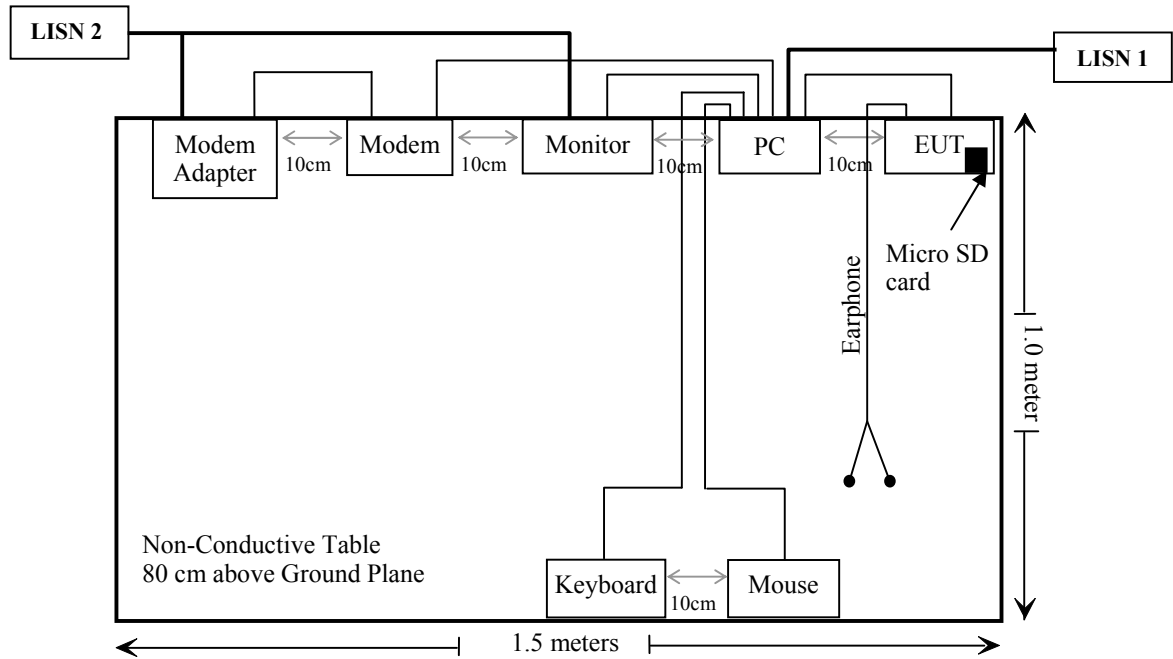 LISN 2
LISN 1
Modem
Adapter
10cm
Modem
10cm
Monitor
10cm
PC
10cm
EUT
Micro SD
card
Earphone
1.0 meter
Non-Conductive Table
80 cm above Ground Plane
Keyboard
10cm
Mouse
1.5 meters